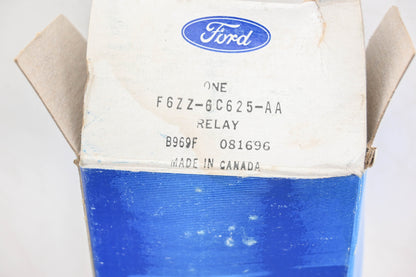 Ford
ONE
F6ZZ-6C625-AA
RELAY
B969F 081696
MADE IN CANADA